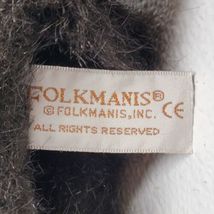 FOLKMANIS®
©FOLKMANIS, INC. CE
ALL RIGHTS RESERVED